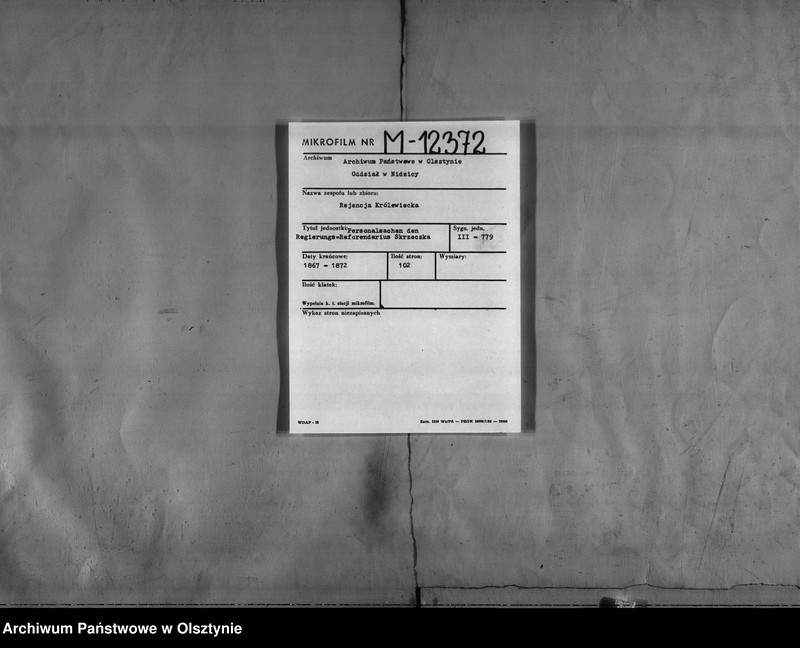 MIKROFILM NR M-12372
Archiwum Archiwum Państwowe w Olsztynie
Oddział w Nidzicy
Nazwa zespołu lub zbioru:
Rejencja Królewiecka
Tytuł jednostki: Personalsachen den
Regierungs-Referendarius Skrzeczka
Sygn. jedn.
III - 779
Daty krańcowe:
1867 - 1872
Ilość stron:
102
Wymiary:
Ilość klatek:
Wypełnia k. t. stacji mikrofilm.
Wykaz stron niezapisanych
WDAP - 15
Archiwum Państwowe w Olsztynie